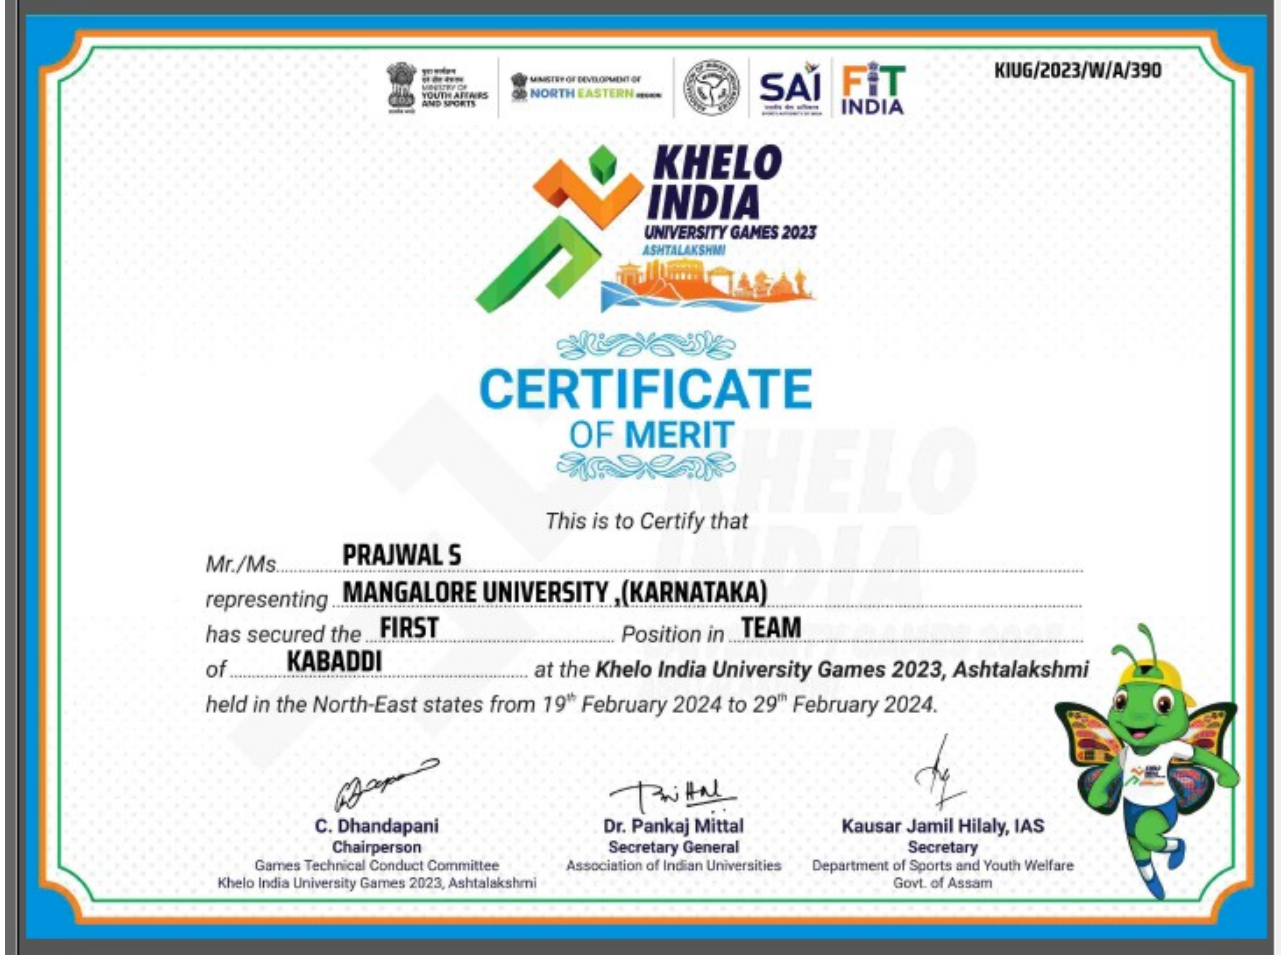 युवा कार्यक्रम
एवं खेल मंत्रालय
MINISTRY OF
YOUTH AFFAIRS
AND SPORTS
MINISTRY OF DEVELOPMENT OF
NORTH EASTERN REGION
SAI
FIT
INDIA
KIUG/2023/W/A/390
KHELO
INDIA
UNIVERSITY GAMES 2023
ASHTALAKSHMI
CERTIFICATE
OF MERIT
This is to Certify that
Mr./Ms. PRAJWAL S
representing MANGALORE UNIVERSITY ,(KARNATAKA)
has secured the FIRST Position in TEAM
of KABADDI at the Khelo India University Games 2023, Ashtalakshmi
held in the North-East states from 19th February 2024 to 29th February 2024.
C. Dhandapani
Chairperson
Games Technical Conduct Committee
Khelo India University Games 2023, Ashtalakshmi
Dr. Pankaj Mittal
Secretary General
Association of Indian Universities
Kausar Jamil Hilaly, IAS
Secretary
Department of Sports and Youth Welfare
Govt. of Assam